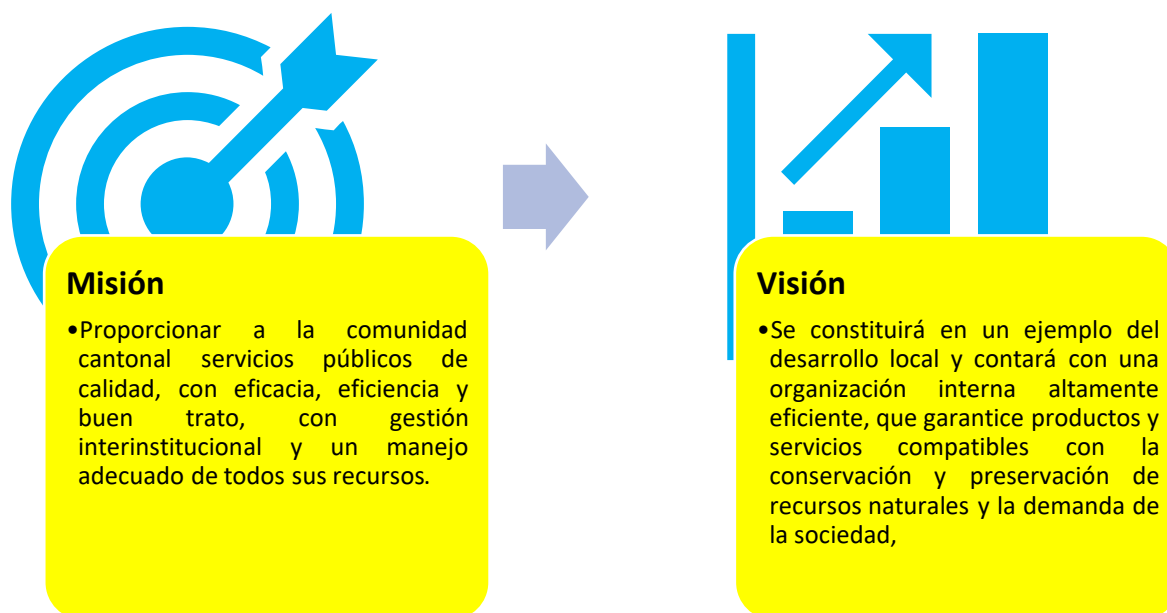 Misión
•Proporcionar a la comunidad
cantonal servicios públicos de
calidad, con eficacia, eficiencia y
buen trato, con gestión
interinstitucional y un manejo
adecuado de todos sus recursos.
Visión
•Se constituirá en un ejemplo del
desarrollo local y contará con una
organización interna altamente
eficiente, que garantice productos y
servicios compatibles con la
conservación y preservación de
recursos naturales y la demanda de
la sociedad,